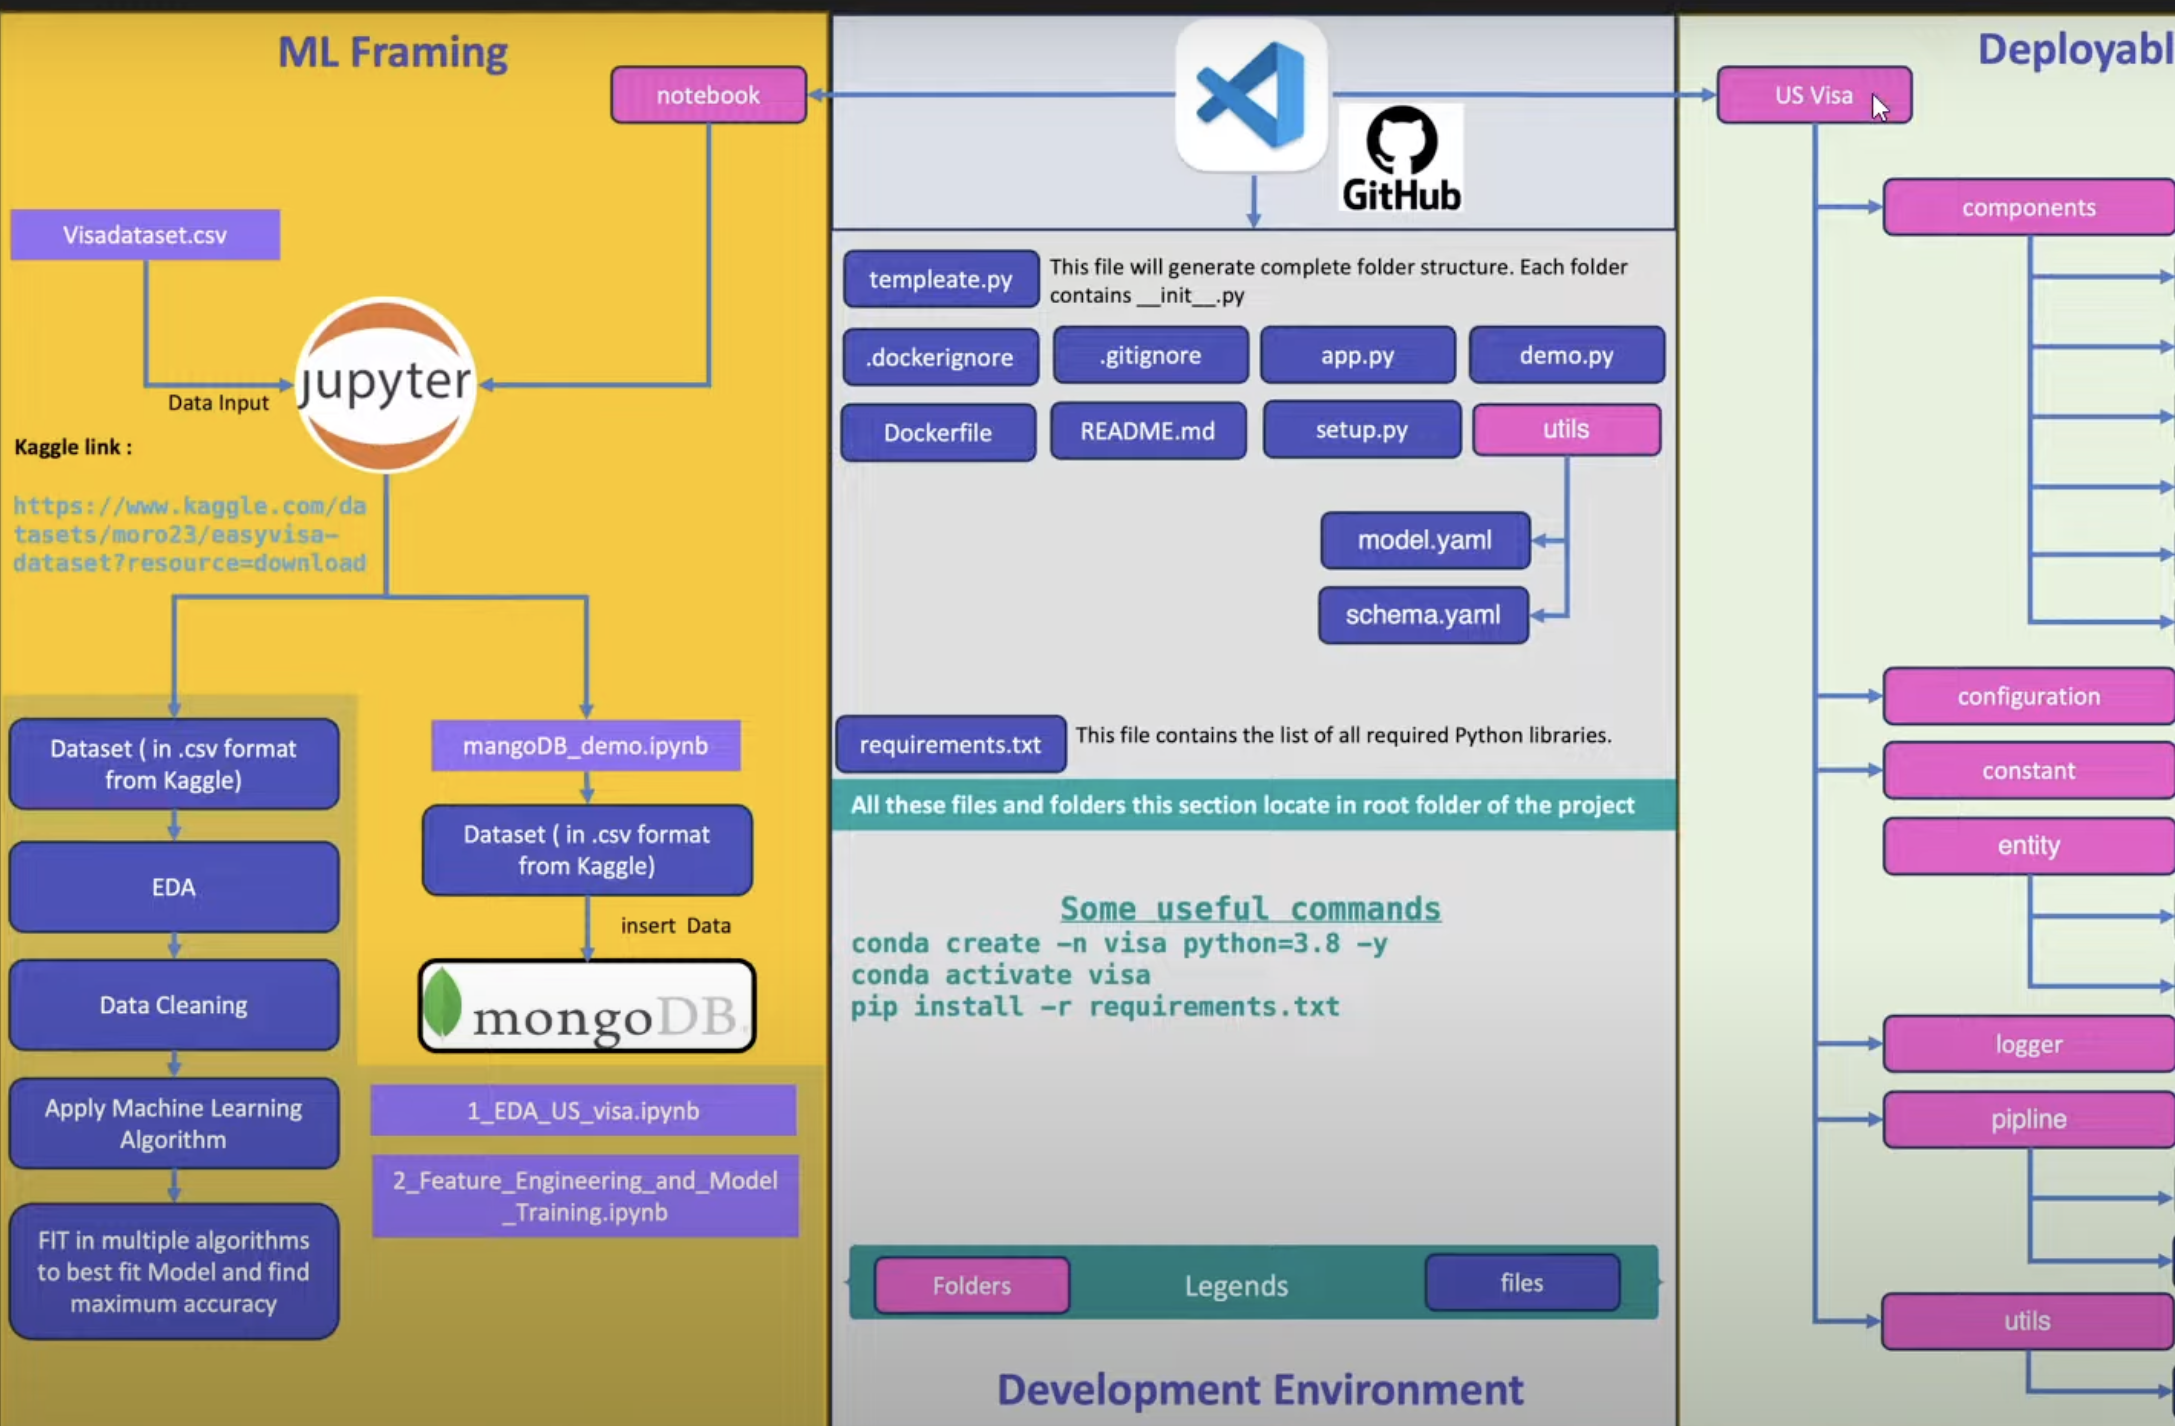 ML Framing
notebook
Visadataset.csv
jupyter
Data Input
Kaggle link :
https://www.kaggle.com/da
tasets/moro23/easyvisa-
dataset?resource=download
Dataset ( in .csv format
from Kaggle)
EDA
Data Cleaning
Apply Machine Learning
Algorithm
FIT in multiple algorithms
to best fit Model and find
maximum accuracy
mangoDB_demo.ipynb
Dataset ( in .csv format
from Kaggle)
insert Data
mongoDB.
1_EDA_US_visa.ipynb
2_Feature_Engineering_and_Model
_Training.ipynb
GitHub
templeate.py
This file will generate complete folder structure. Each folder
contains __init__.py
.dockerignore
.gitignore
app.py
demo.py
Dockerfile
README.md
setup.py
utils
model.yaml
schema.yaml
requirements.txt
This file contains the list of all required Python libraries.
All these files and folders this section locate in root folder of the project
Some useful commands
conda create -n visa python=3.8 -y
conda activate visa
pip install -r requirements.txt
Folders
Legends
files
Development Environment
Deployabl
US Visa
components
configuration
constant
entity
logger
pipline
utils